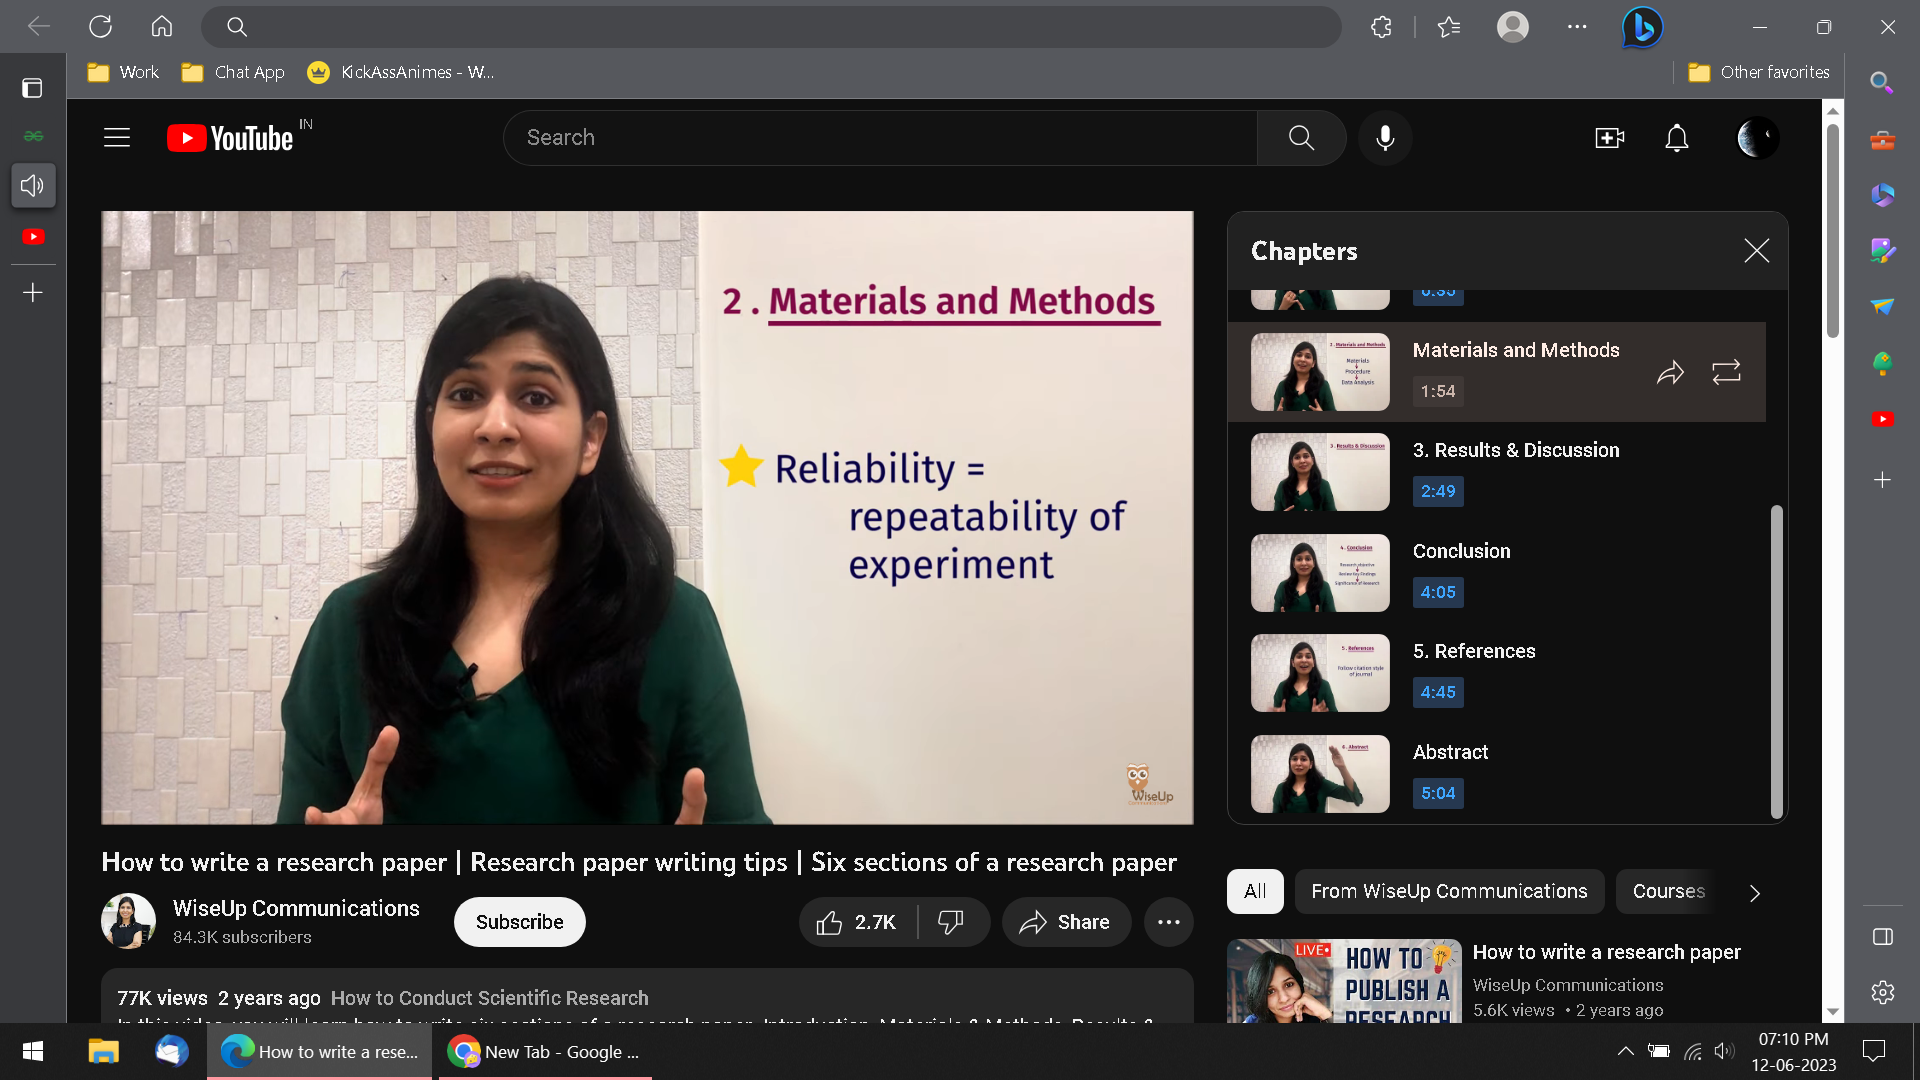 Work
Chat App
KickAssAnimes - W...
Other favorites
YouTube IN
Search
2 . Materials and Methods
Reliability =
repeatability of
experiment
WiseUp
Chapters
Materials and Methods
1:54
3. Results & Discussion
2:49
Conclusion
4:05
5. References
4:45
Abstract
5:04
How to write a research paper | Research paper writing tips | Six sections of a research paper
WiseUp Communications
84.3K subscribers
Subscribe
2.7K
Share
77K views 2 years ago How to Conduct Scientific Research
All
From WiseUp Communications
Courses
LIVE
HOW TO
PUBLISH A
RESEARCH
How to write a research paper
WiseUp Communications
5.6K views • 2 years ago
How to write a rese...
New Tab - Google ...
07:10 PM
12-06-2023